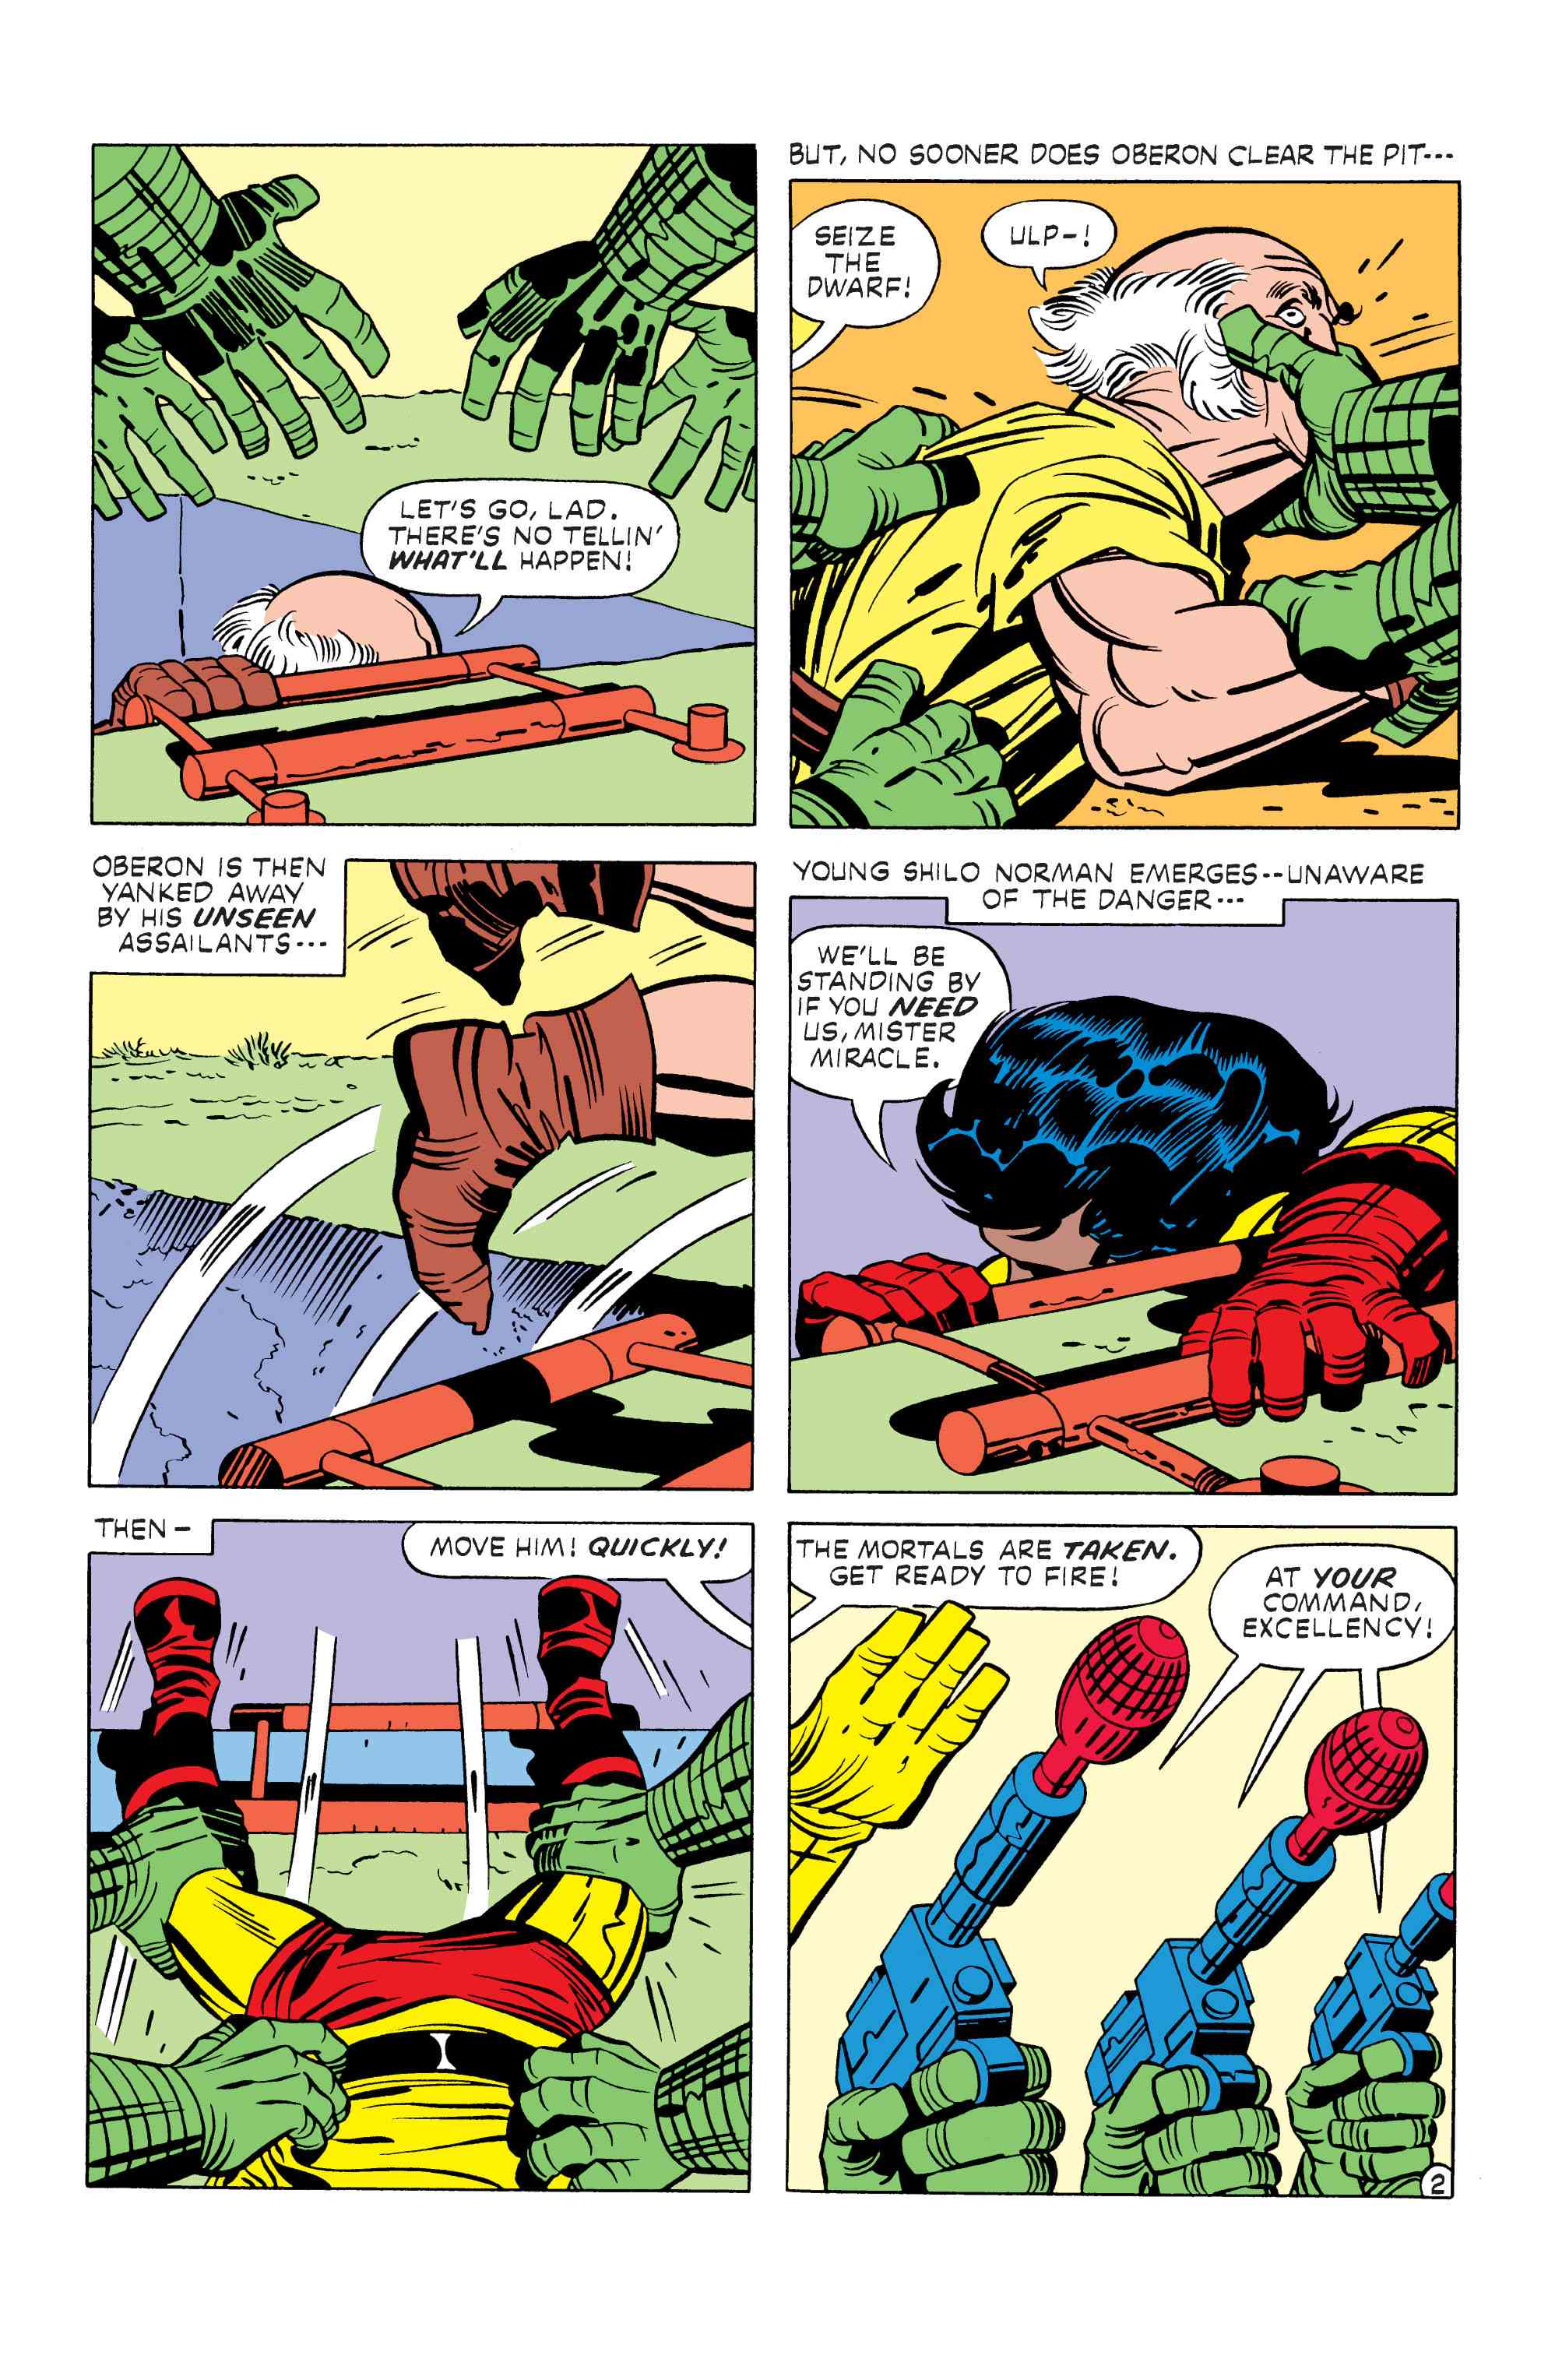 LET'S GO, LAD.
THERE'S NO TELLIN'
WHAT'LL HAPPEN!
BUT, NO SOONER DOES OBERON CLEAR THE PIT---
SEIZE
THE
DWARF!
ULP-!
OBERON IS THEN
YANKED AWAY
BY HIS UNSEEN
ASSAILANTS---
YOUNG SHILO NORMAN EMERGES--UNAWARE
OF THE DANGER---
WE'LL BE
STANDING BY
IF YOU NEED
US, MISTER
MIRACLE.
THEN-
MOVE HIM! QUICKLY!
THE MORTALS ARE TAKEN.
GET READY TO FIRE!
AT YOUR
COMMAND,
EXCELLENCY!
2